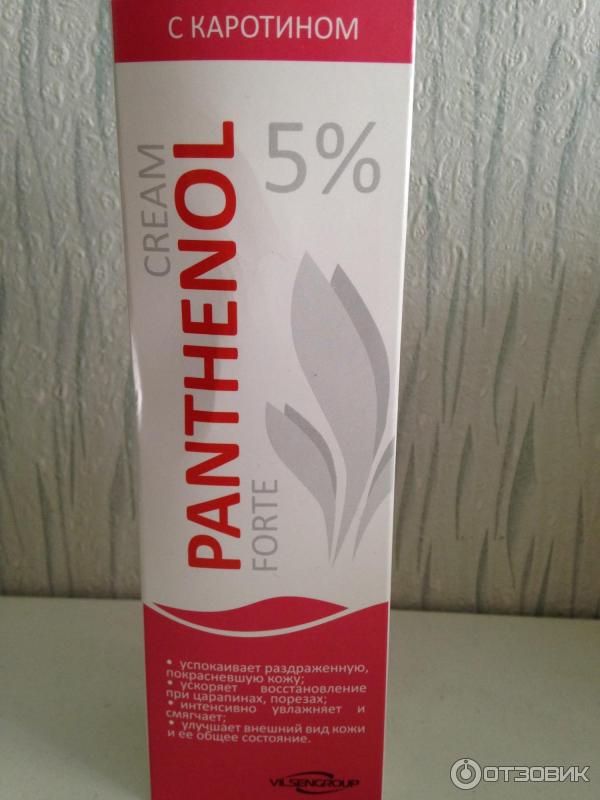 С КАРОТИНОМ
5%
CREAM
PANTHENOL
FORTE
• успокаивает раздраженную,
покрасневшую кожу;
• ускоряет восстановление
при царапинах, порезах;
• интенсивно увлажняет и
смягчает;
• улучшает внешний вид кожи
и ее общее состояние.
VILSENGROUP
ОТЗОВИК